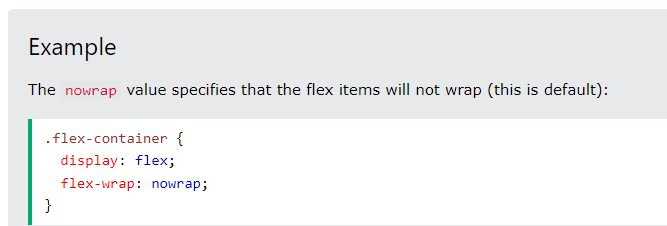 Example
The nowrap value specifies that the flex items will not wrap (this is default):
.flex-container {
  display: flex;
  flex-wrap: nowrap;
}